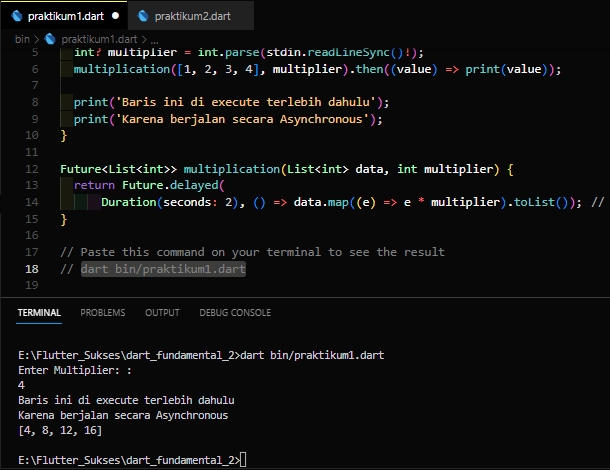 praktikum1.dart praktikum2.dart
bin > praktikum1.dart > ...
5 int? multiplier = int.parse(stdin.readLineSync()!);
6 multiplication([1, 2, 3, 4], multiplier).then((value) => print(value));
7
8 print('Baris ini di execute terlebih dahulu');
9 print('Karena berjalan secara Asynchronous');
10 }
11
12 Future<List<int>> multiplication(List<int> data, int multiplier) {
13 return Future.delayed(
14 Duration(seconds: 2), () => data.map((e) => e * multiplier).toList()); //
15 }
16
17 // Paste this command on your terminal to see the result
18 // dart bin/praktikum1.dart
19
TERMINAL PROBLEMS OUTPUT DEBUG CONSOLE
E:\Flutter_Sukses\dart_fundamental_2>dart bin/praktikum1.dart
Enter Multiplier: :
4
Baris ini di execute terlebih dahulu
Karena berjalan secara Asynchronous
[4, 8, 12, 16]
E:\Flutter_Sukses\dart_fundamental_2>